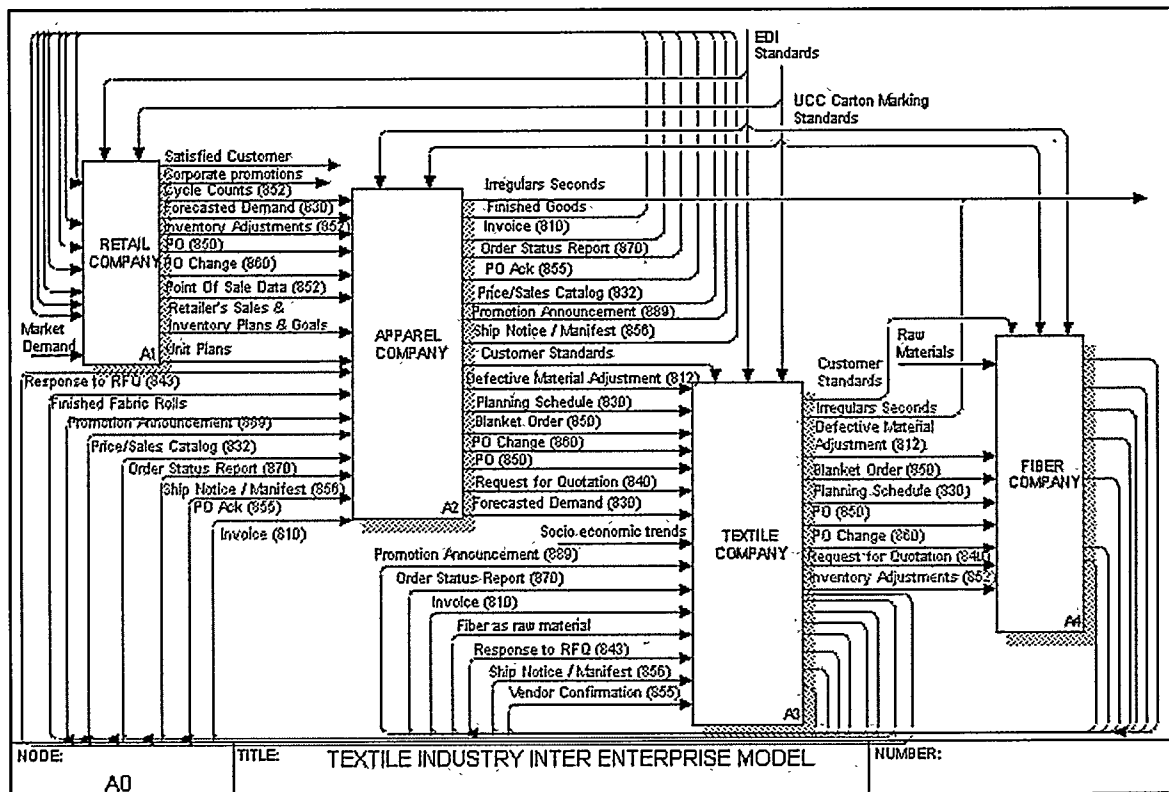 EDI
Standards
UCC Carton Marking
Standards
Satisfied Customer
Corporate promotions
Cycle Counts (852)
Forecasted Demand (830)
Inventory Adjustments (852)
PO (850)
PO Change (860)
Point Of Sale Data (852)
Retailer's Sales &
Inventory Plans & Goals
Unit Plans
RETAIL
COMPANY
A1
Market
Demand
Irregulars Seconds
Finished Goods
Invoice (810)
Order Status Report (870)
PO Ack (855)
Price/Sales Catalog (832)
Promotion Announcement (889)
Ship Notice / Manifest (856)
Customer Standards
APPAREL
COMPANY
A2
Response to RFQ (843)
Finished Fabric Rolls
Promotion Announcement (889)
Price/Sales Catalog (832)
Order Status Report (870)
Ship Notice / Manifest (856)
PO Ack (855)
Invoice (810)
Defective Material Adjustment (812)
Planning Schedule (830)
Blanket Order (850)
PO Change (860)
PO (850)
Request for Quotation (840)
Forecasted Demand (830)
Socio economic trends
Promotion Announcement (889)
Order Status Report (870)
Invoice (810)
Fiber as raw material
Response to RFQ (843)
Ship Notice / Manifest (856)
Vendor Confirmation (855)
TEXTILE
COMPANY
A3
Raw
Materials
Customer
Standards
Irregulars Seconds
Defective Material
Adjustment (812)
Blanket Order (850)
Planning Schedule (830)
PO (850)
PO Change (860)
Request for Quotation (840)
Inventory Adjustments (852)
FIBER
COMPANY
A4
NODE:
A0
TITLE:
TEXTILE INDUSTRY INTER ENTERPRISE MODEL
NUMBER: